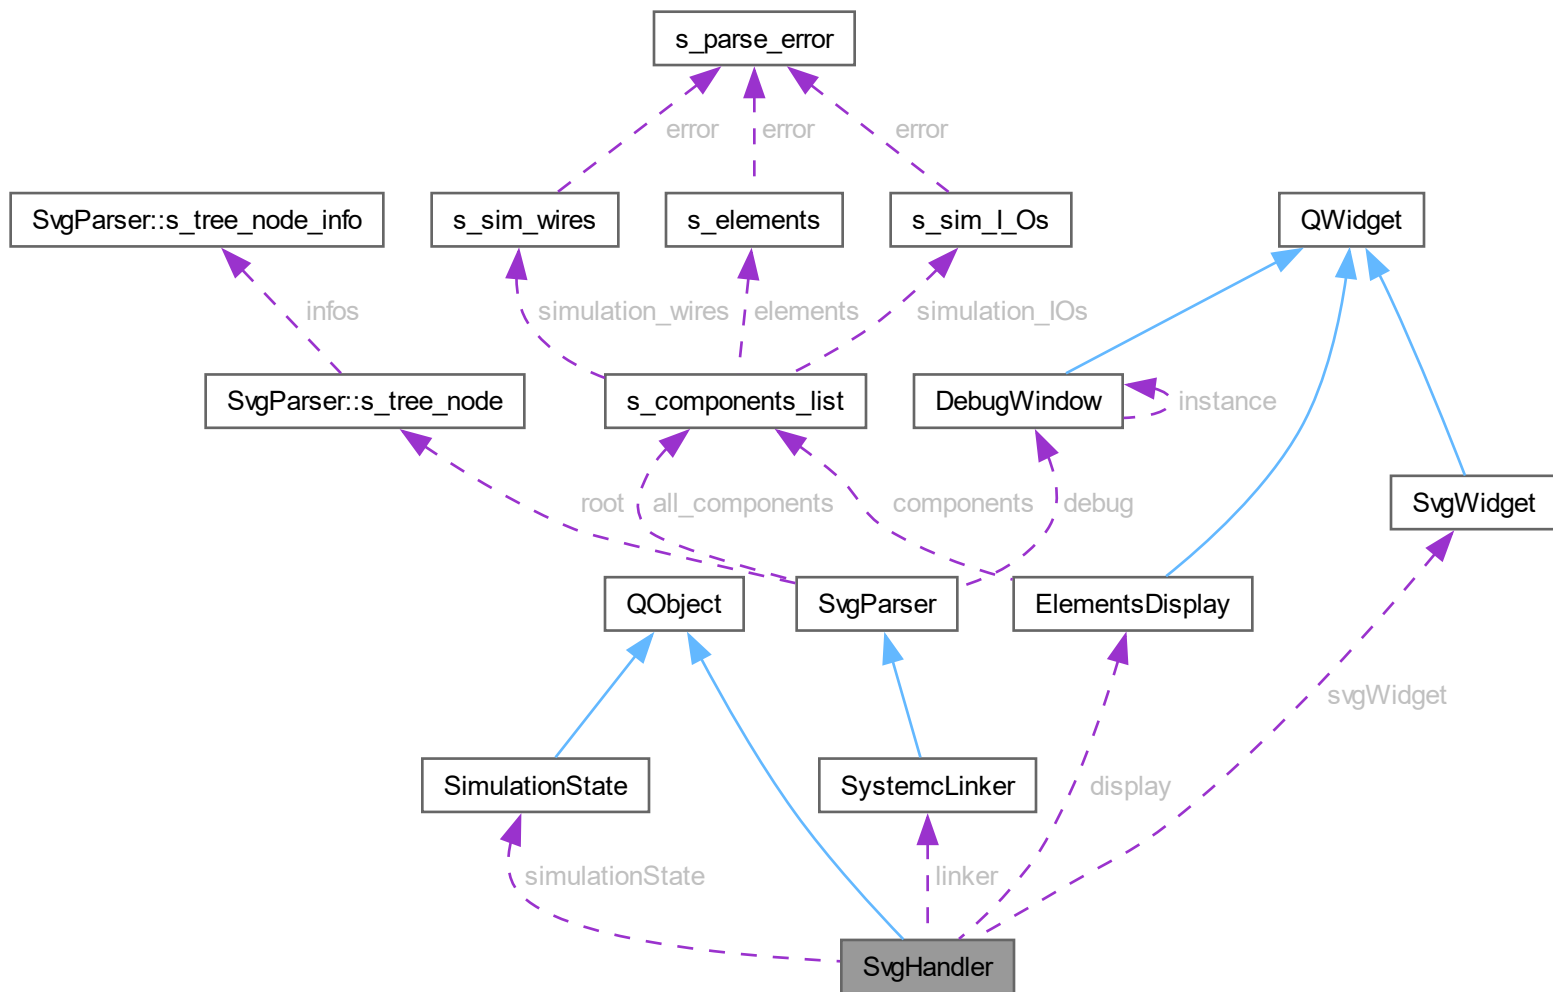 s_parse_error
error
error
error
SvgParser::s_tree_node_info
s_sim_wires
s_elements
s_sim_I_Os
QWidget
infos
simulation_wires
elements
simulation_IOs
SvgParser::s_tree_node
s_components_list
DebugWindow
instance
root
all_components
components
debug
SvgWidget
QObject
SvgParser
ElementsDisplay
svgWidget
SimulationState
SystemcLinker
display
simulationState
linker
SvgHandler